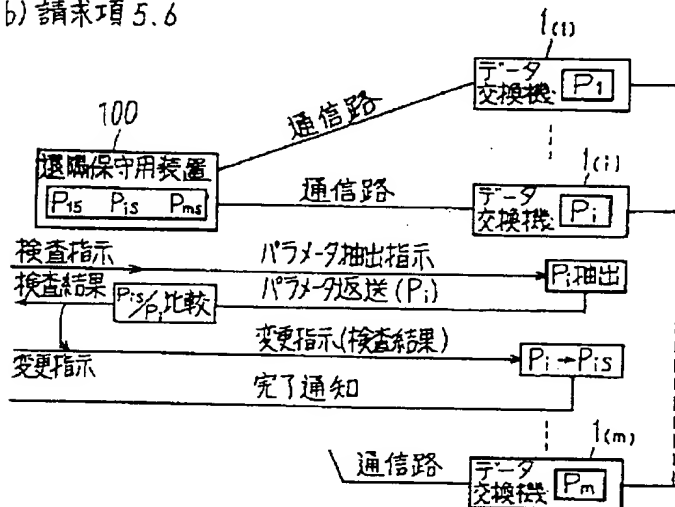 b) 請求項5.6
1(1)
データ
交換機 P1
100
通信路
遠隔保守用装置
P1S PiS PmS
通信路
1(i)
データ
交換機 Pi
検査指示
パラメータ抽出指示
Pi抽出
検査結果
PiS/Pi 比較
パラメータ返送(Pi)
変更指示
変更指示(検査結果)
Pi→PiS
完了通知
1(m)
通信路
データ
交換機 Pm